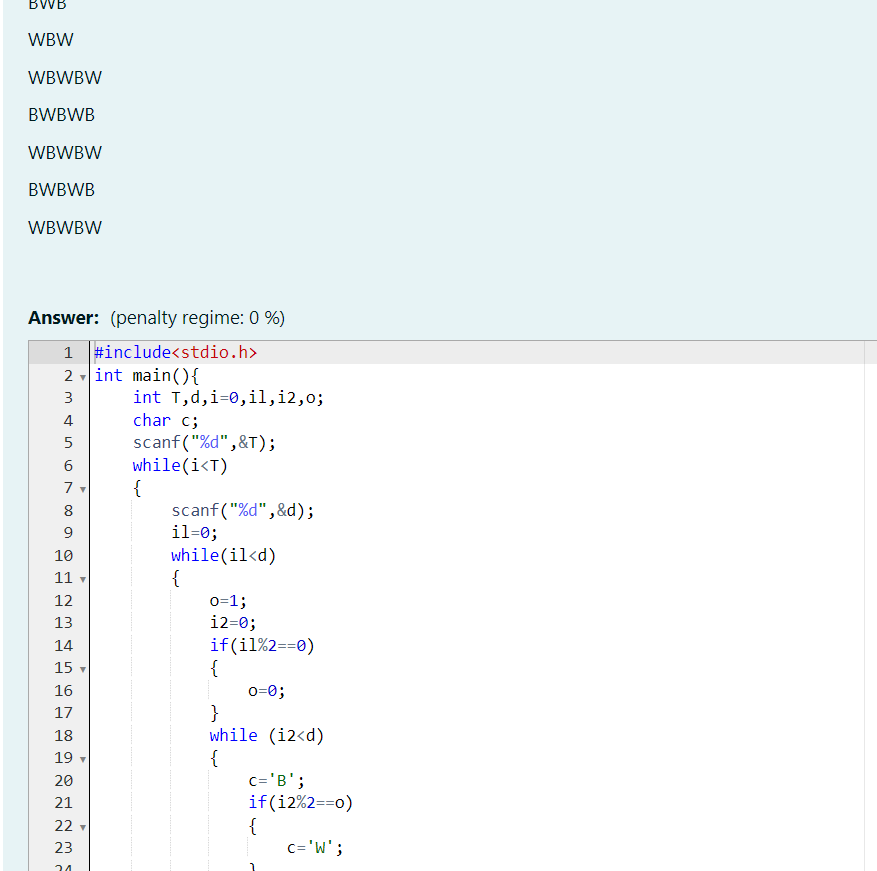 BWB
WBW
WBWBW
BWBWB
WBWBW
BWBWB
WBWBW
Answer: (penalty regime: 0 %)
1 #include<stdio.h>
2 int main(){
3 int T,d,i=0,il,i2,o;
4 char c;
5 scanf("%d",&T);
6 while(i<T)
7 {
8 scanf("%d",&d);
9 il=0;
10 while(il<d)
11 {
12 o=1;
13 i2=0;
14 if(il%2==0)
15 {
16 o=0;
17 }
18 while (i2<d)
19 {
20 c='B';
21 if(i2%2==o)
22 {
23 c='W';
24 }